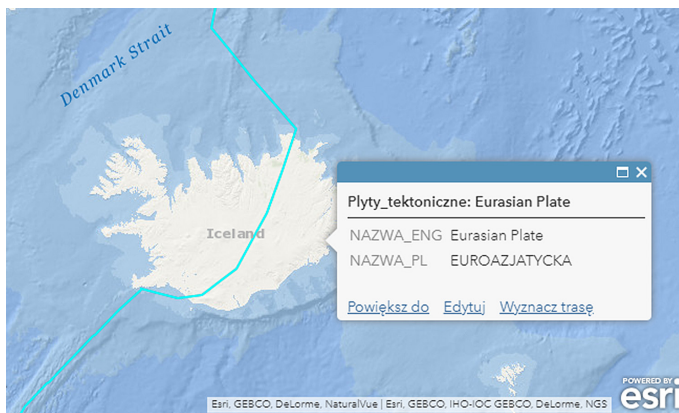 Denmark Strait
Iceland
Plyty_tektoniczne: Eurasian Plate
NAZWA_ENG Eurasian Plate
NAZWA_PL EUROAZJATYCKA
Powiększ do Edytuj Wyznacz trasę
POWERED BY
esri
Esri, GEBCO, DeLorme, NaturalVue | Esri, GEBCO, IHO-IOC GEBCO, DeLorme, NGS